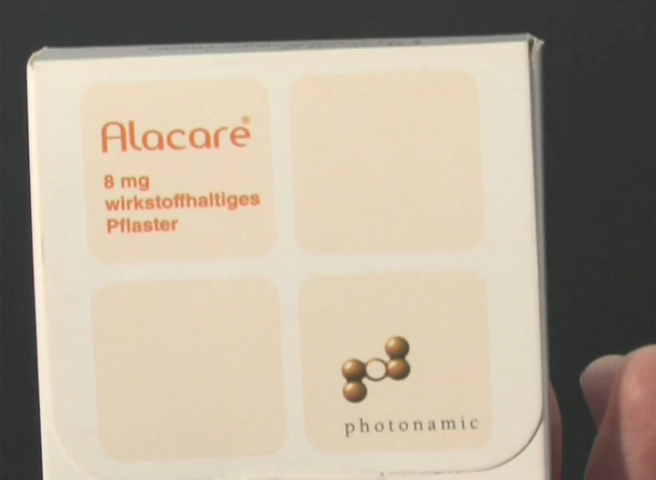 Alacare®
8 mg
wirkstoffhaltiges
Pflaster
photonamic